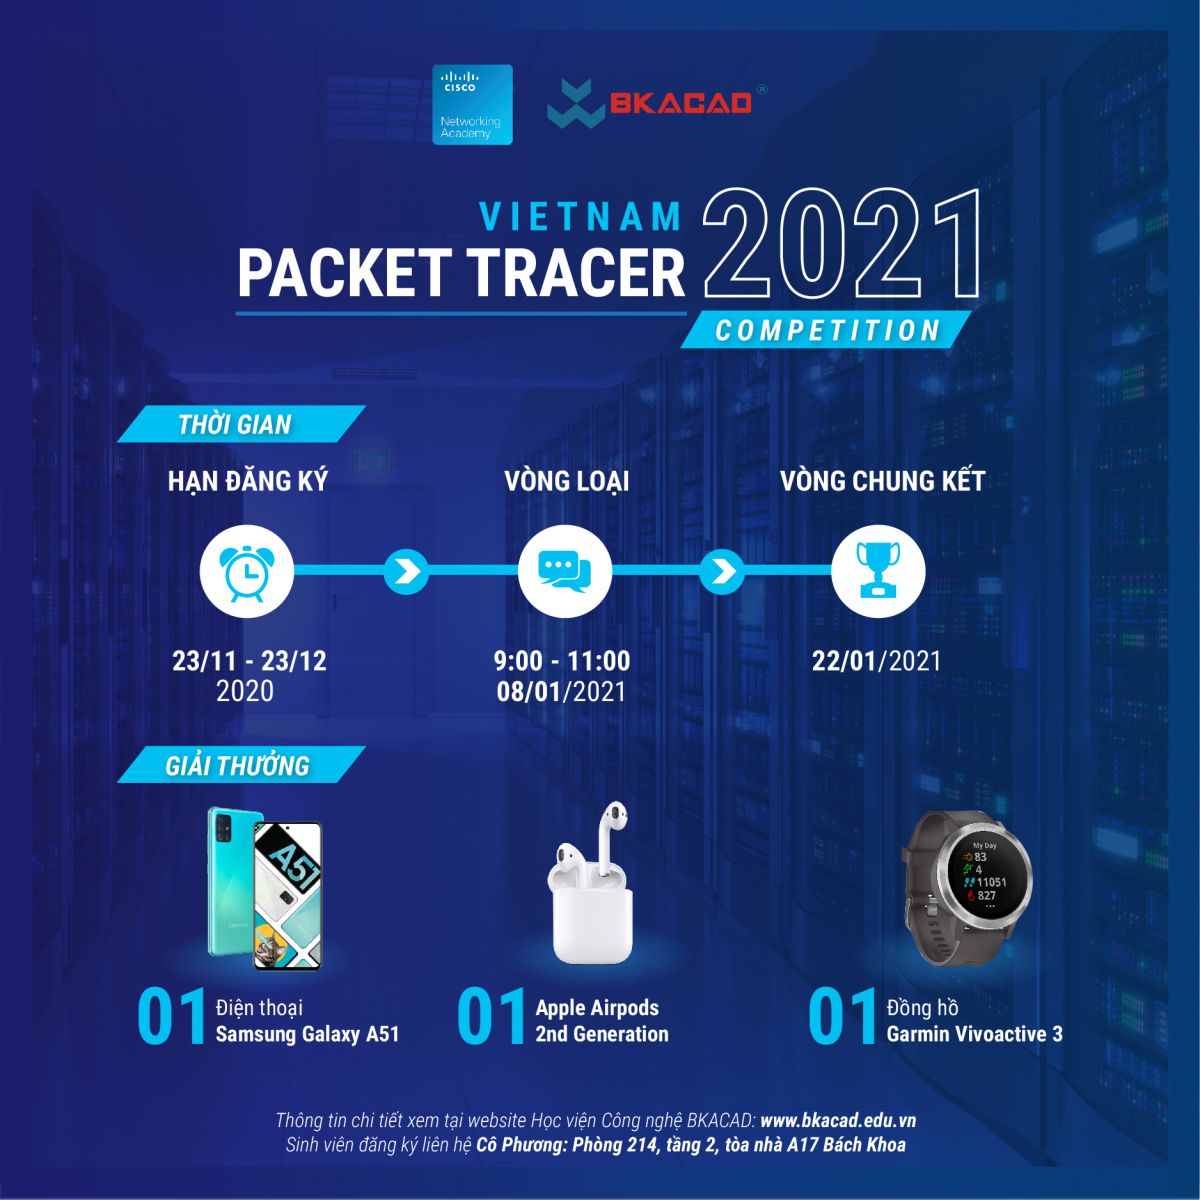 CISCO
Networking
Academy
BKACAD®
VIETNAM
PACKET TRACER
2021
COMPETITION
THỜI GIAN
HẠN ĐĂNG KÝ
VÒNG LOẠI
VÒNG CHUNG KẾT
23/11 - 23/12
2020
9:00 - 11:00
08/01/2021
22/01/2021
GIẢI THƯỞNG
SAMSUNG
A51
My Day
83
4
11051
827
01 Điện thoại
Samsung Galaxy A51
01 Apple Airpods
2nd Generation
01 Đồng hồ
Garmin Vivoactive 3
Thông tin chi tiết xem tại website Học viện Công nghệ BKACAD: www.bkacad.edu.vn
Sinh viên đăng ký liên hệ Cô Phương: Phòng 214, tầng 2, tòa nhà A17 Bách Khoa